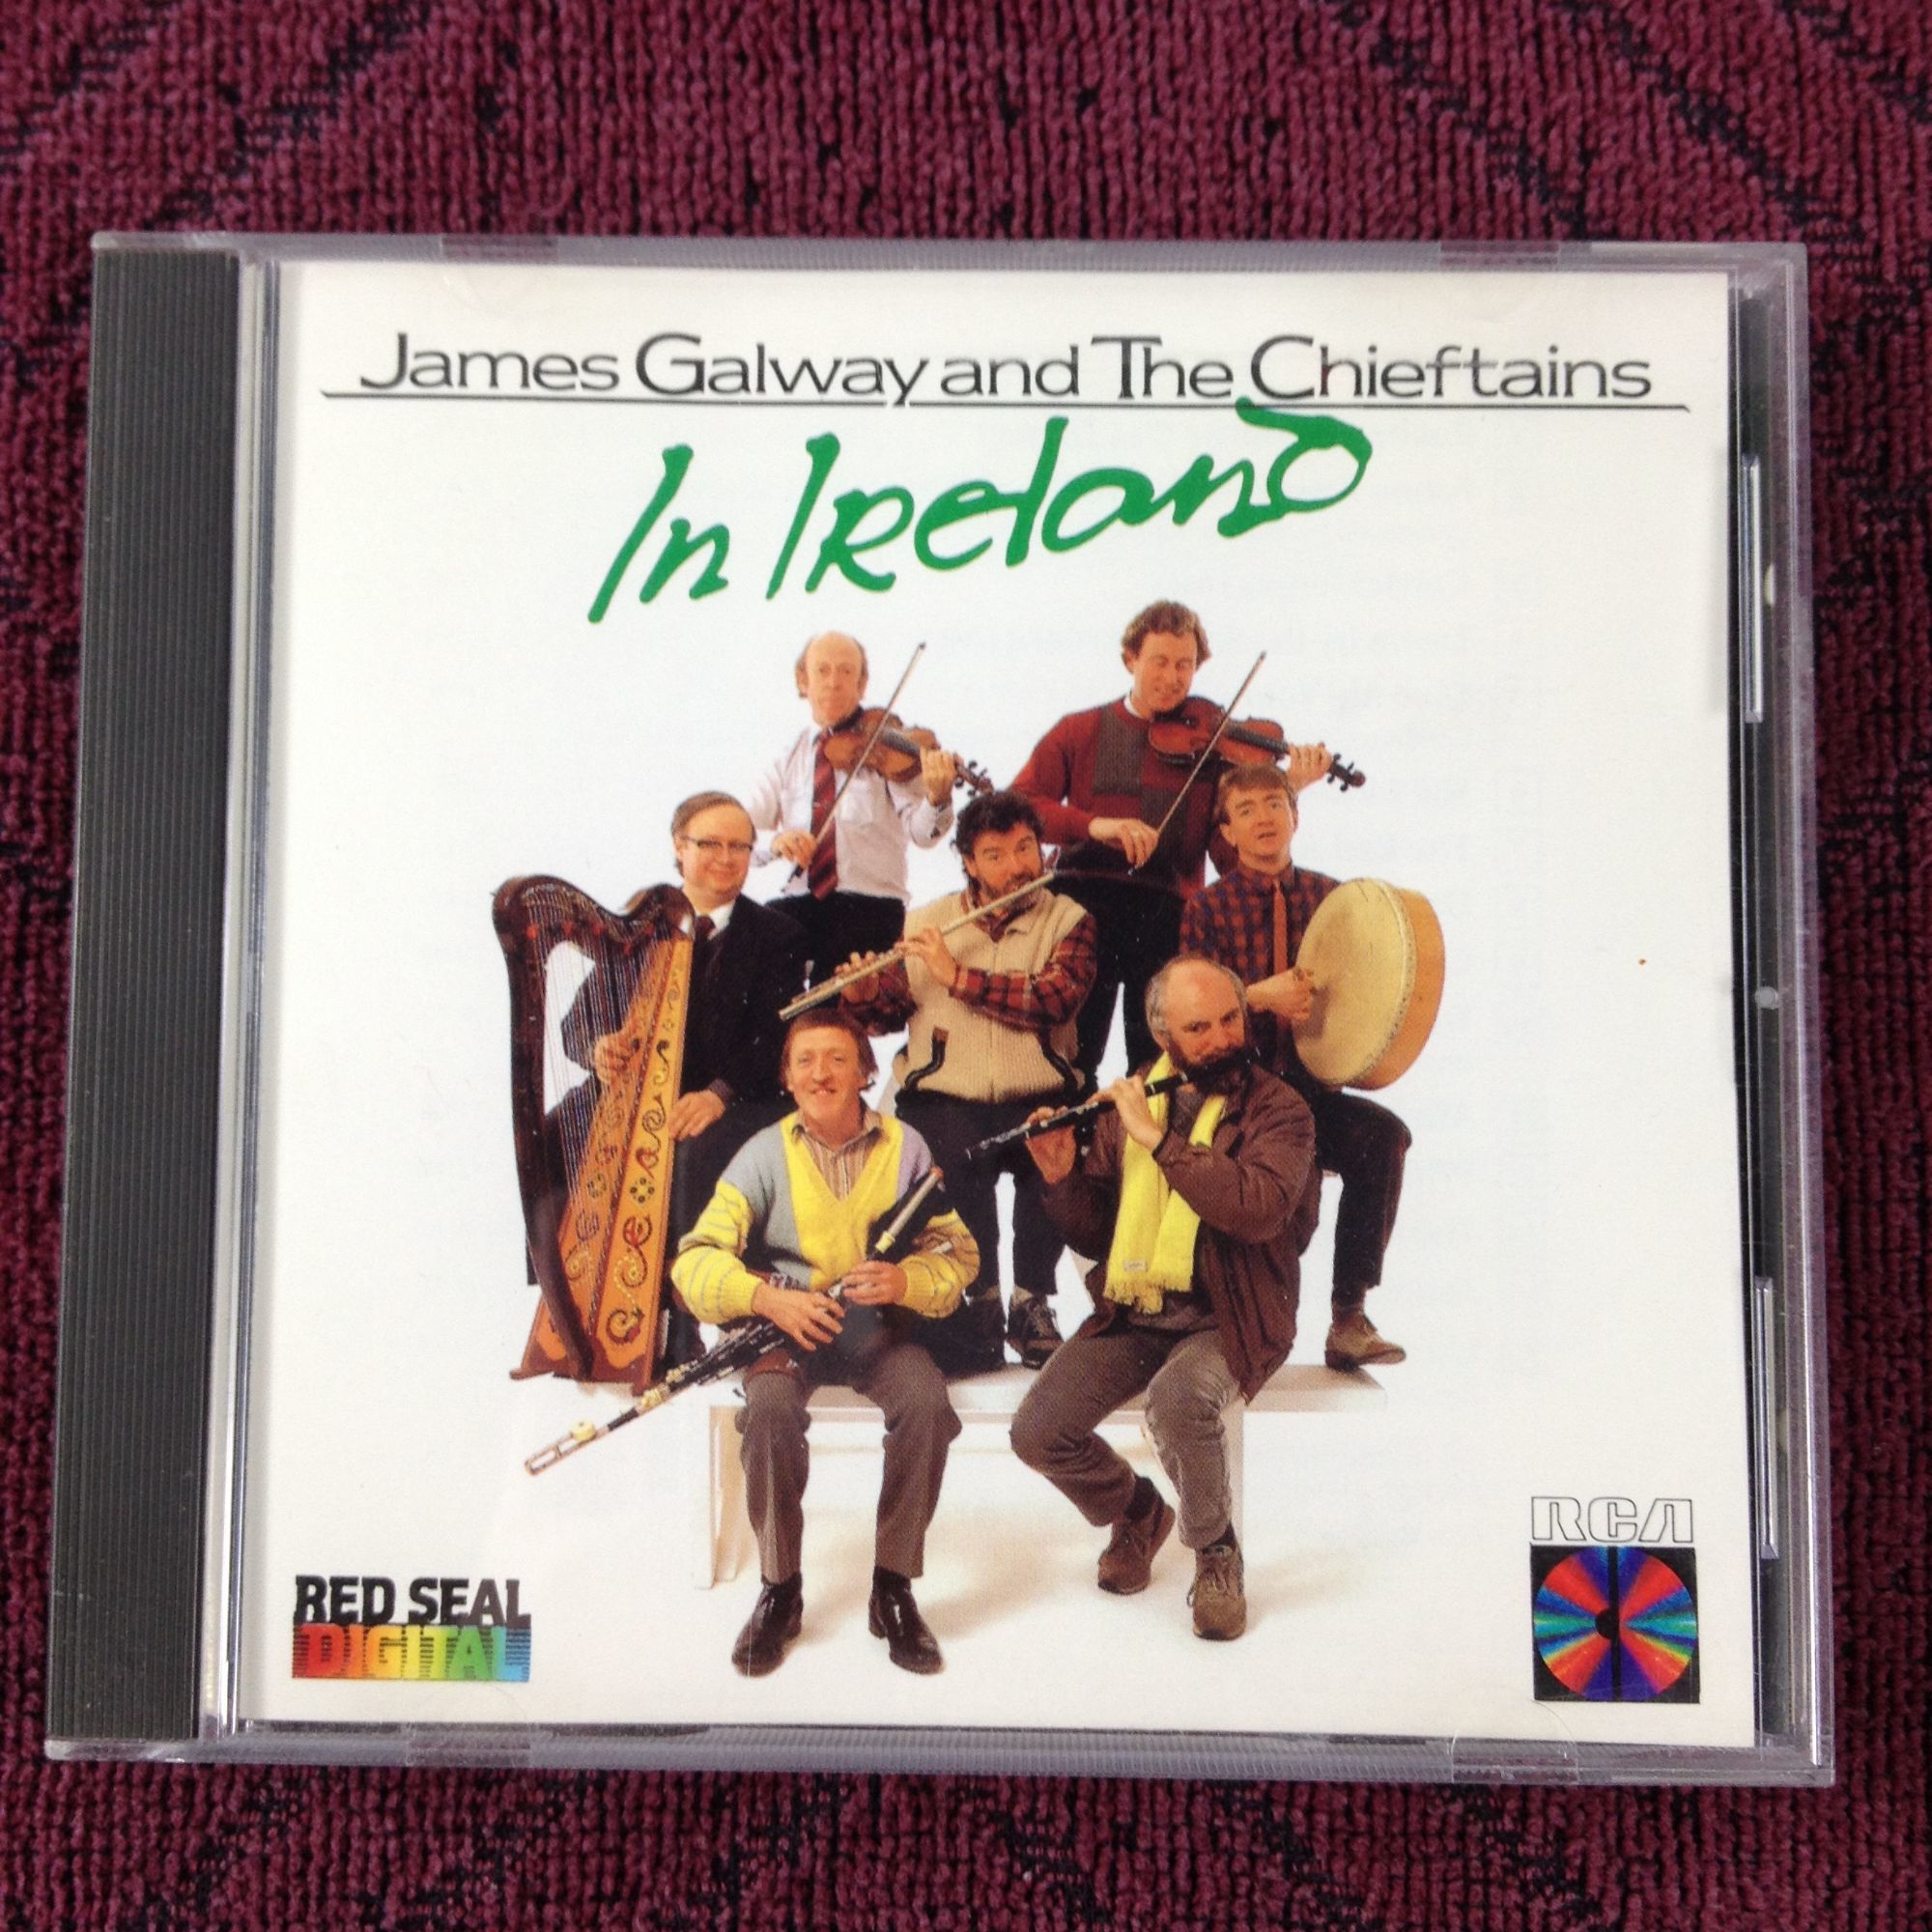 James Galway and The Chieftains
In Ireland
RED SEAL
DIGITAL
RCA